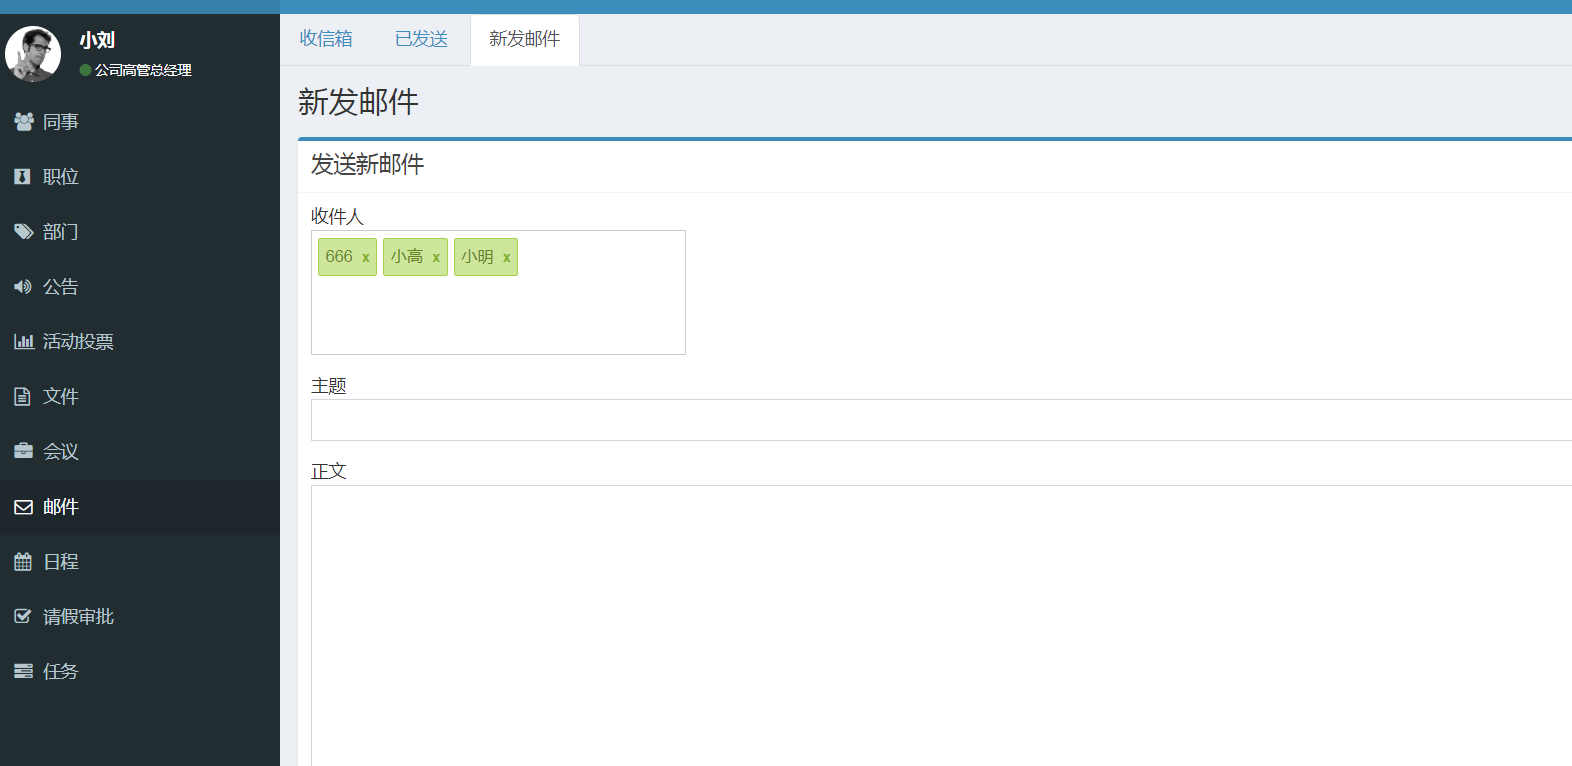 小刘
公司高管总经理
同事
职位
部门
公告
活动投票
文件
会议
邮件
日程
请假审批
任务
收信箱 已发送 新发邮件
新发邮件
发送新邮件
收件人
666 x 小高 x 小明 x
主题
正文